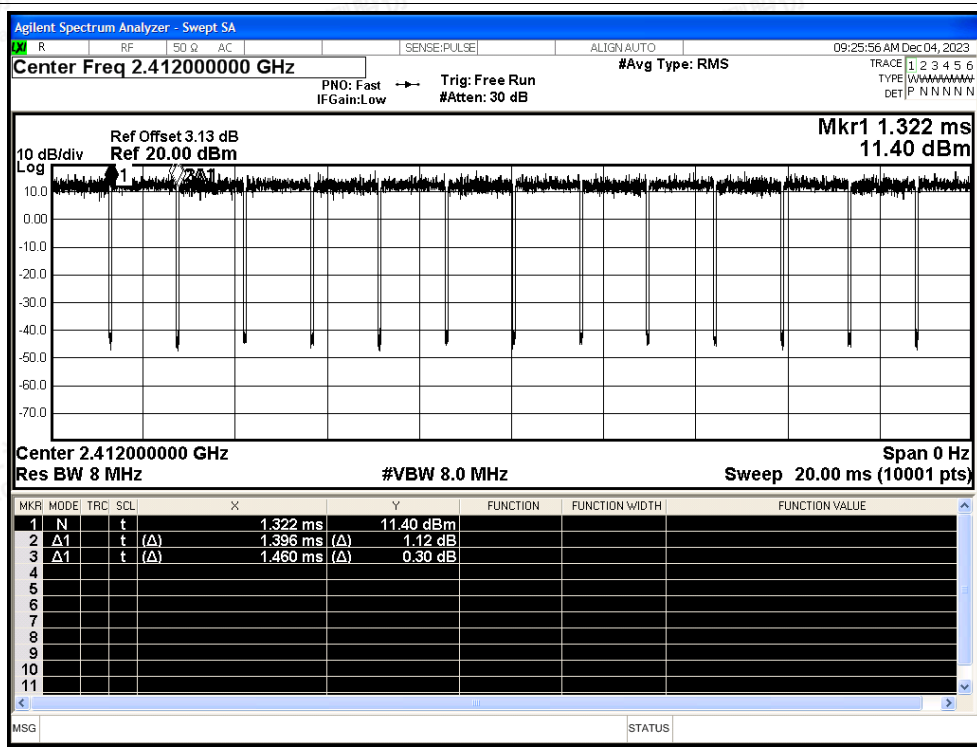 Agilent Spectrum Analyzer - Swept SA
LXI R RF 50 Ω AC SENSE:PULSE ALIGN AUTO 09:25:56 AM Dec 04, 2023
Center Freq 2.412000000 GHz
PNO: Fast
IFGain:Low
Trig: Free Run
#Atten: 30 dB
#Avg Type: RMS
TRACE 1 2 3 4 5 6
TYPE WWWWWW
DET P N N N N N
Ref Offset 3.13 dB
10 dB/div Ref 20.00 dBm
Log
Mkr1 1.322 ms
11.40 dBm
1 3Δ1
10.0
0.00
-10.0
-20.0
-30.0
-40.0
-50.0
-60.0
-70.0
Center 2.412000000 GHz Span 0 Hz
Res BW 8 MHz #VBW 8.0 MHz Sweep 20.00 ms (10001 pts)
MKR MODE TRC SCL X Y FUNCTION FUNCTION WIDTH FUNCTION VALUE
1 N t 1.322 ms 11.40 dBm
2 Δ1 t (Δ) 1.396 ms (Δ) 1.12 dB
3 Δ1 t (Δ) 1.460 ms (Δ) 0.30 dB
4
5
6
7
8
9
10
11
MSG STATUS